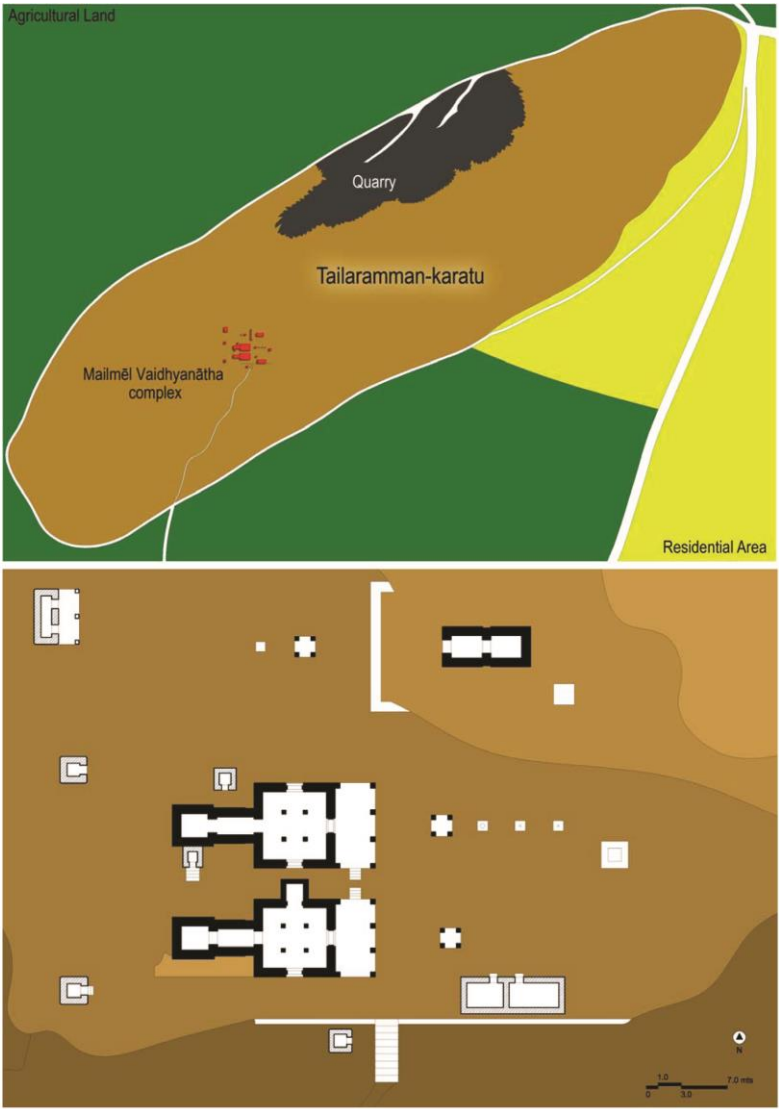 Agricultural Land
Quarry
Tailaramman-karatu
Mailmēl Vaidhyanātha
complex
Residential Area
N
1.0
7.0 mts
0
3.0